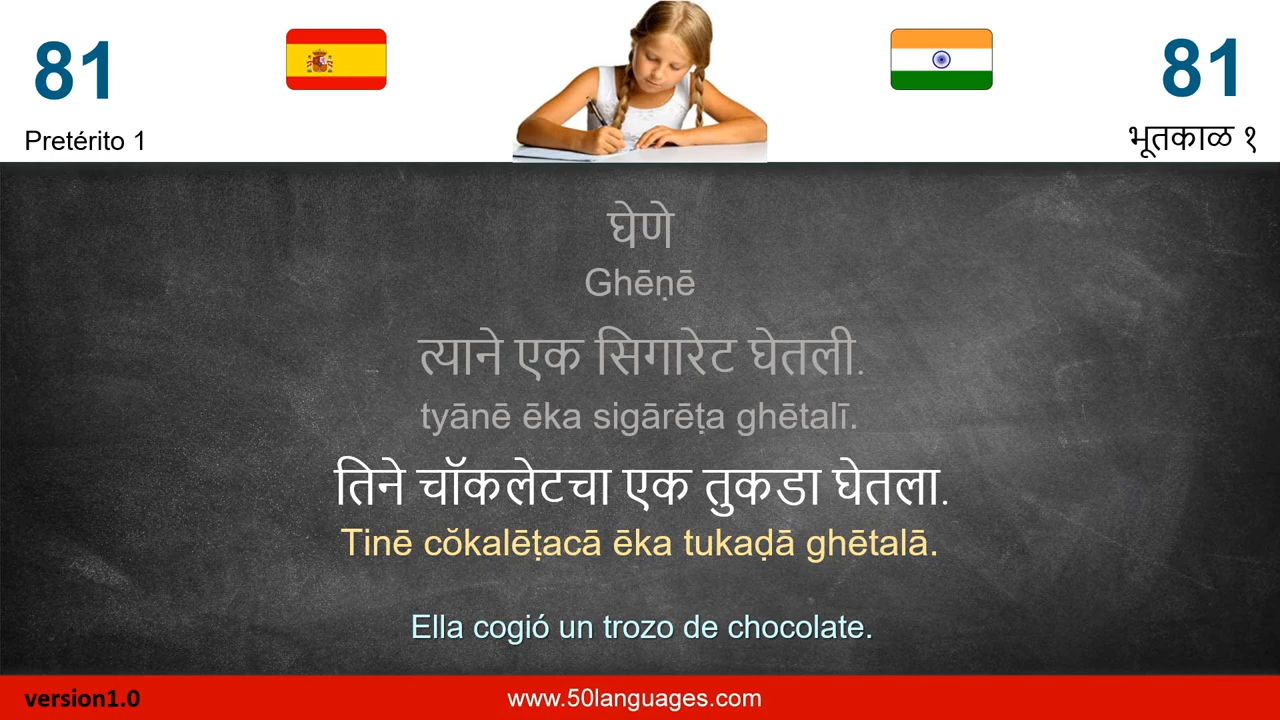 81
81
Pretérito 1
भूतकाळ १
घेणे
Ghēṇē
त्याने एक सिगारेट घेतली.
tyānē ēka sigārēṭa ghētalī.
तिने चॉकलेटचा एक तुकडा घेतला.
Tinē cŏkalēṭacā ēka tukaḍā ghētalā.
Ella cogió un trozo de chocolate.
version1.0
www.50languages.com